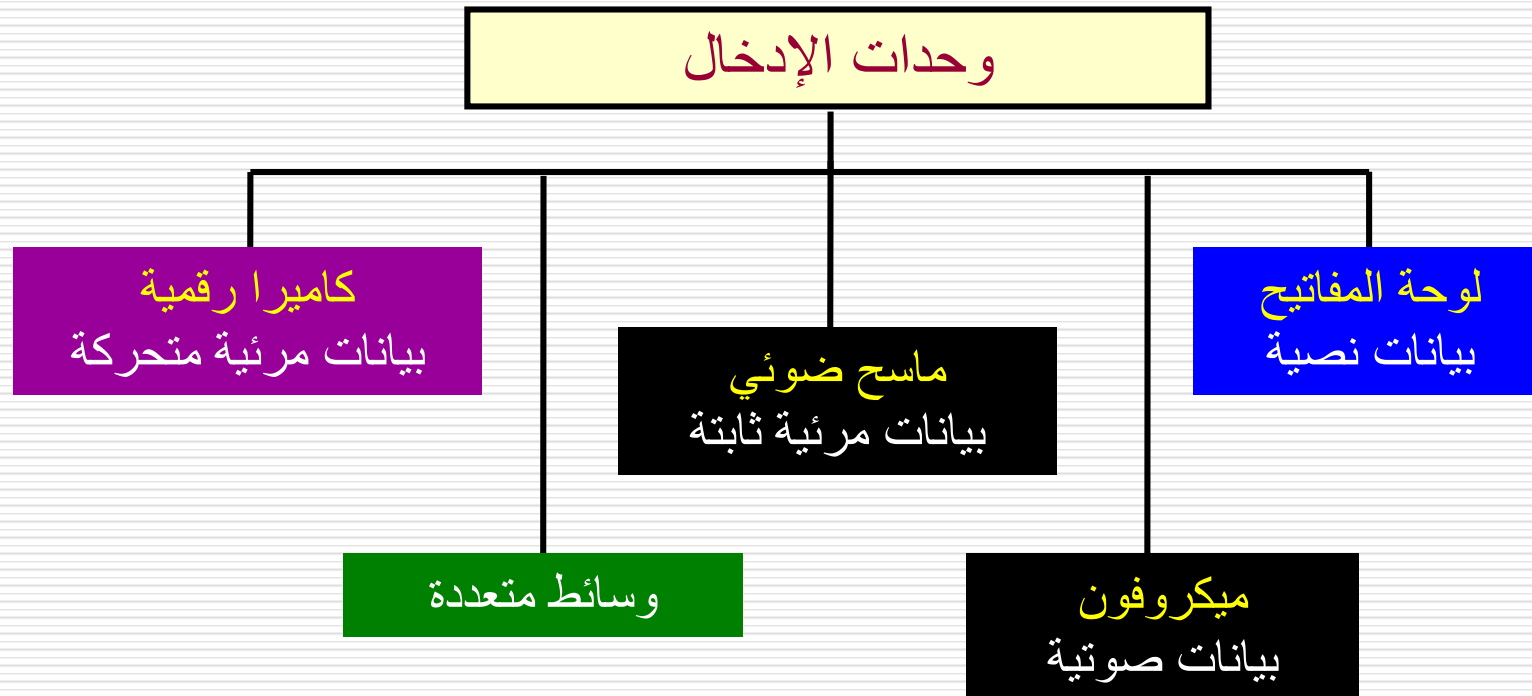 وحدات الإدخال
لوحة المفاتيح
بيانات نصية
ميكروفون
بيانات صوتية
ماسح ضوئي
بيانات مرئية ثابتة
وسائط متعددة
كاميرا رقمية
بيانات مرئية متحركة